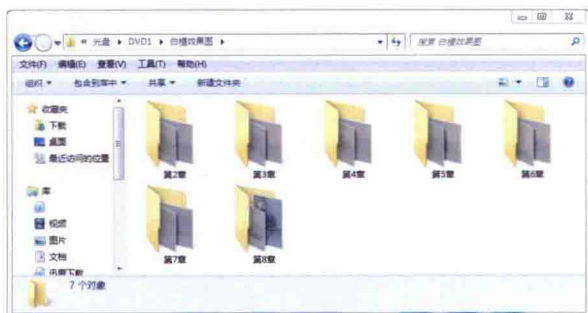 « 光盘 ▸ DVD1 ▸ 白模效果图 ▸
搜索 白模效果图
文件(F) 编辑(E) 查看(V) 工具(T) 帮助(H)
组织 包含到库中 共享 新建文件夹
收藏夹
下载
桌面
最近访问的位置
第2章 第3章 第4章 第5章 第6章
库
视频
图片
文档
迅雷下载
第7章 第8章
7 个对象